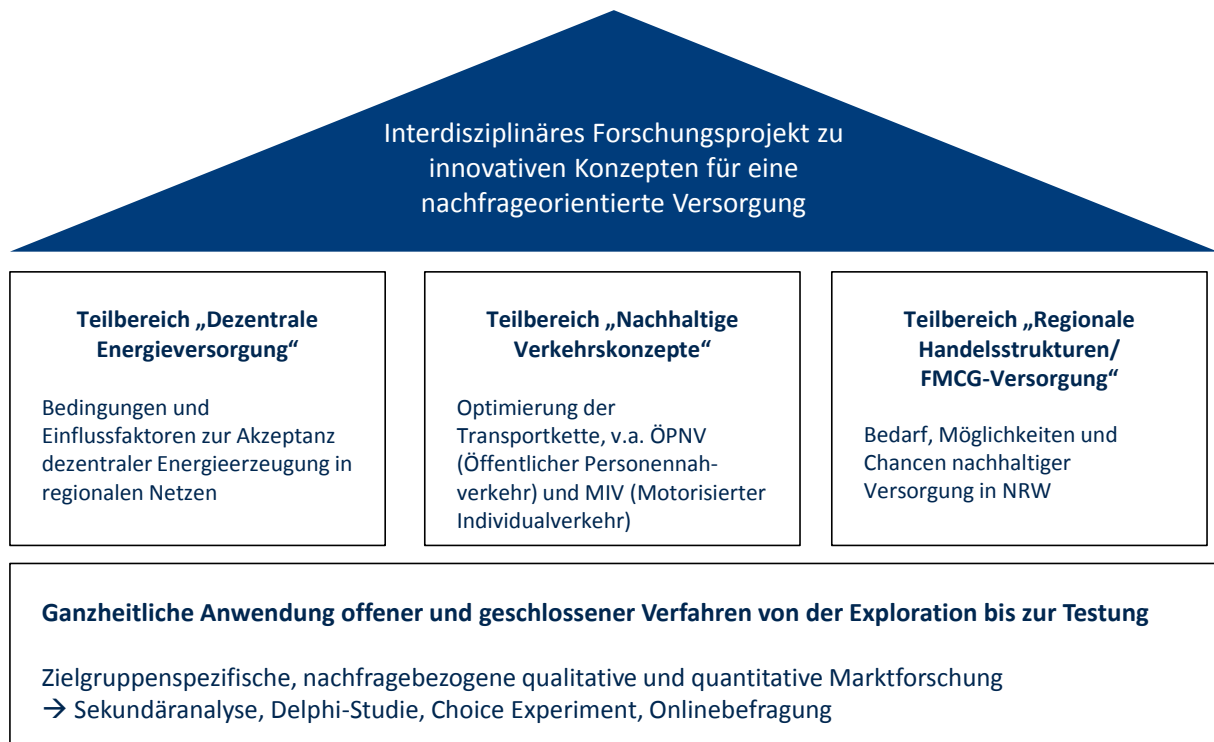 Interdisziplinäres Forschungsprojekt zu
innovativen Konzepten für eine
nachfrageorientierte Versorgung
Teilbereich „Dezentrale
Energieversorgung“
Bedingungen und
Einflussfaktoren zur Akzeptanz
dezentraler Energieerzeugung in
regionalen Netzen
Teilbereich „Nachhaltige
Verkehrskonzepte“
Optimierung der
Transportkette, v.a. ÖPNV
(Öffentlicher Personennah-
verkehr) und MIV (Motorisierter
Individualverkehr)
Teilbereich „Regionale
Handelsstrukturen/
FMCG-Versorgung“
Bedarf, Möglichkeiten und
Chancen nachhaltiger
Versorgung in NRW
Ganzheitliche Anwendung offener und geschlossener Verfahren von der Exploration bis zur Testung
Zielgruppenspezifische, nachfragebezogene qualitative und quantitative Marktforschung
→ Sekundäranalyse, Delphi-Studie, Choice Experiment, Onlinebefragung